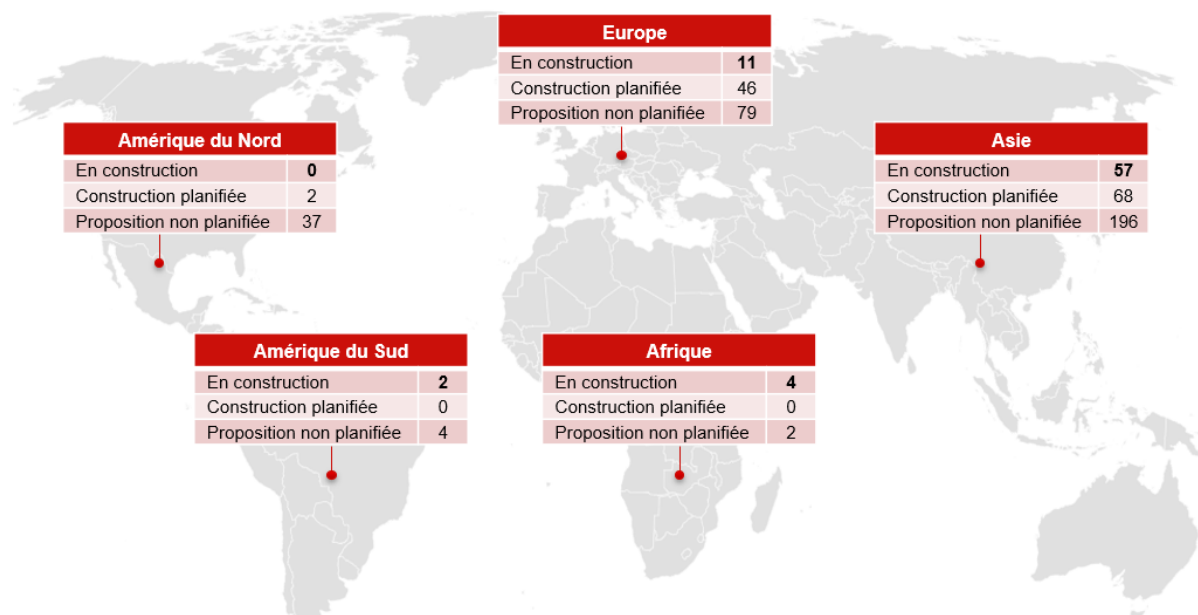 Europe
En construction 11
Construction planifiée 46
Proposition non planifiée 79
Amérique du Nord
En construction 0
Construction planifiée 2
Proposition non planifiée 37
Asie
En construction 57
Construction planifiée 68
Proposition non planifiée 196
Amérique du Sud
En construction 2
Construction planifiée 0
Proposition non planifiée 4
Afrique
En construction 4
Construction planifiée 0
Proposition non planifiée 2